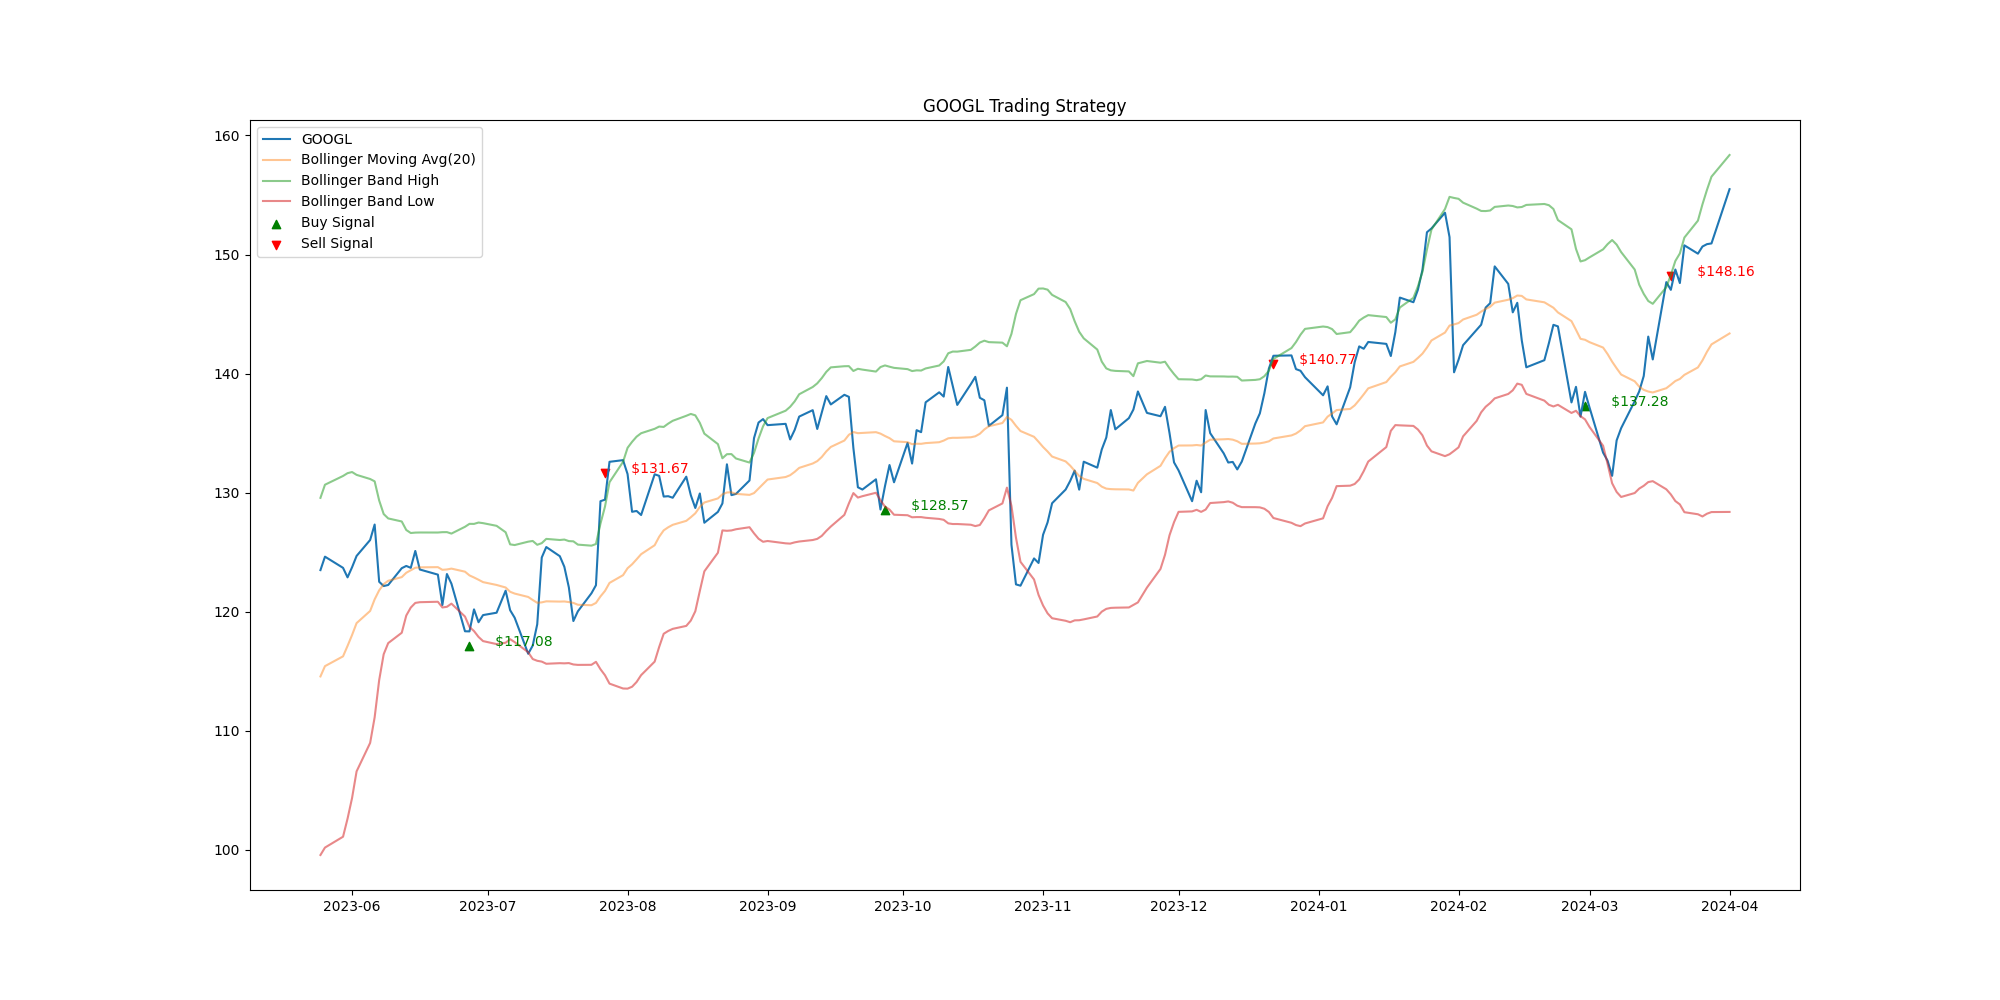 GOOGL Trading Strategy
GOOGL
Bollinger Moving Avg(20)
Bollinger Band High
Bollinger Band Low
Buy Signal
Sell Signal
160
150
140
130
120
110
100
$117.08
$131.67
$128.57
$140.77
$137.28
$148.16
2023-06 2023-07 2023-08 2023-09 2023-10 2023-11 2023-12 2024-01 2024-02 2024-03 2024-04